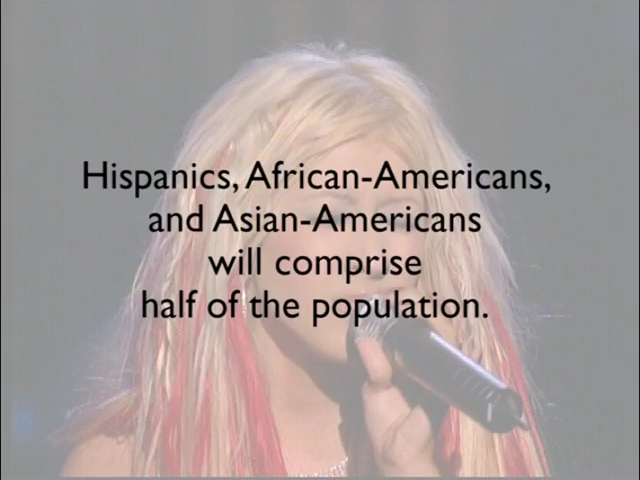 Hispanics, African-Americans,
and Asian-Americans
will comprise
half of the population.